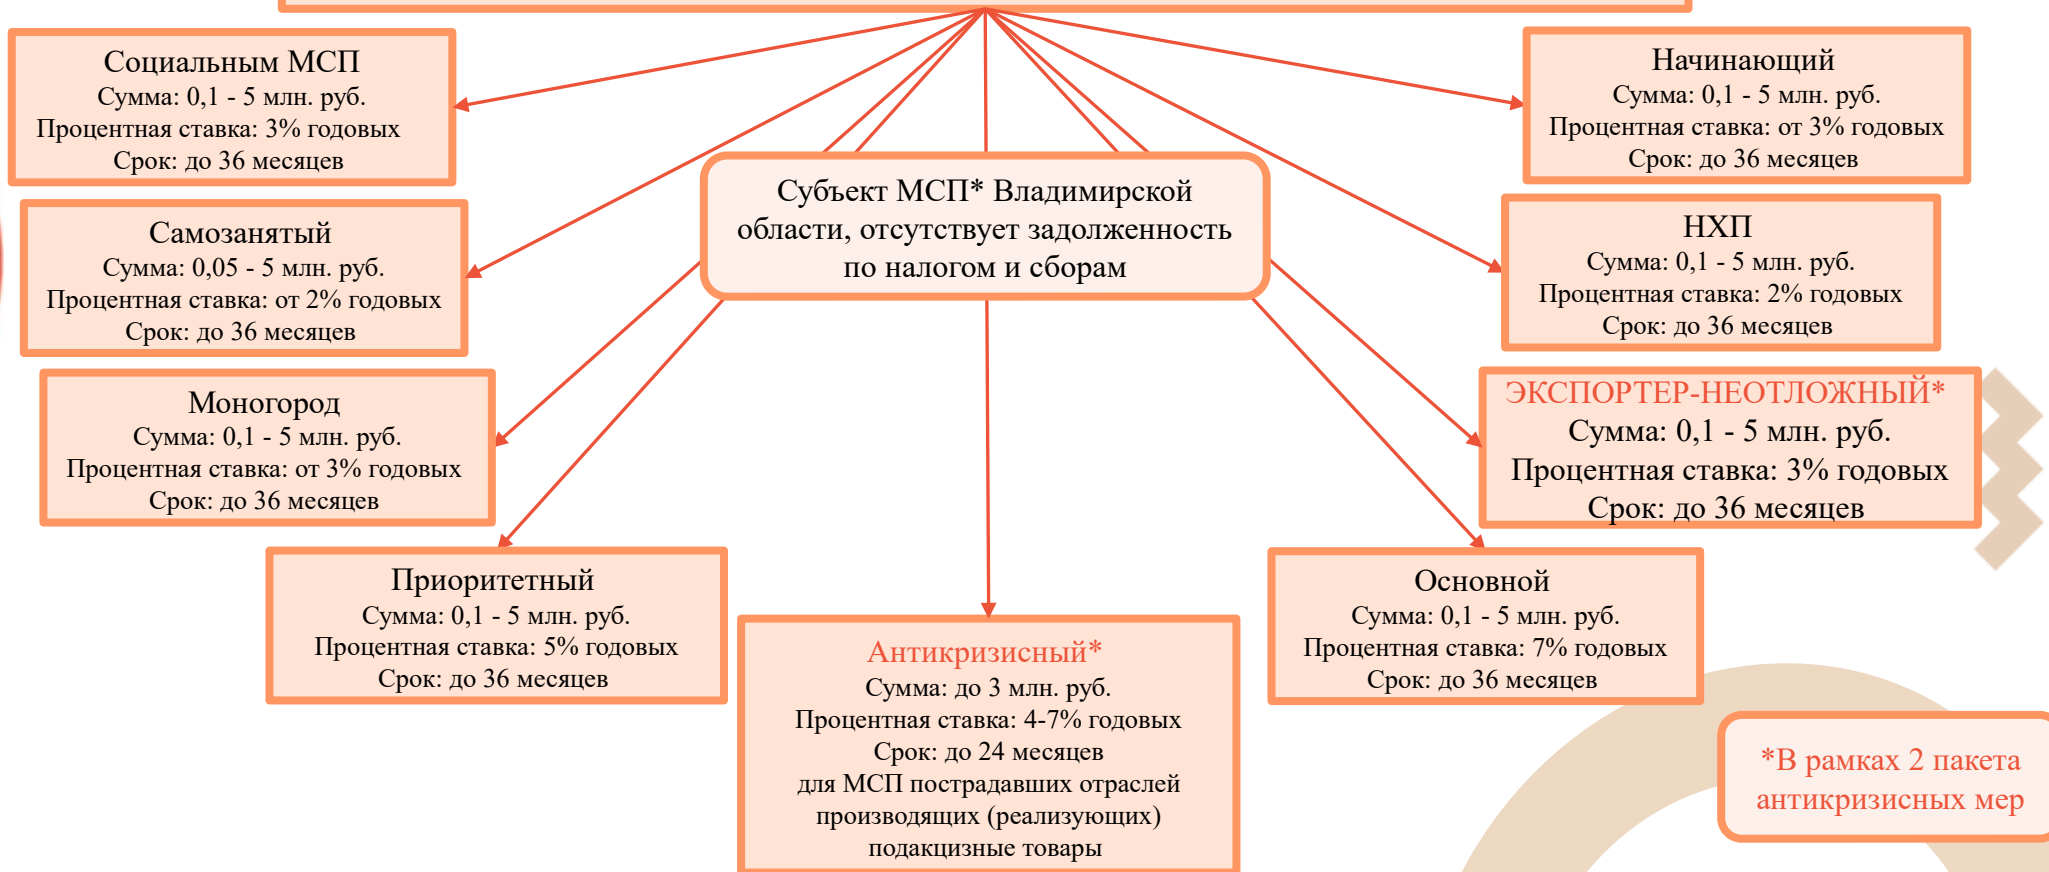 Социальным МСП
Сумма: 0,1 - 5 млн. руб.
Процентная ставка: 3% годовых
Срок: до 36 месяцев
Начинающий
Сумма: 0,1 - 5 млн. руб.
Процентная ставка: от 3% годовых
Срок: до 36 месяцев
Субъект МСП* Владимирской
области, отсутствует задолженность
по налогом и сборам
Самозанятый
Сумма: 0,05 - 5 млн. руб.
Процентная ставка: от 2% годовых
Срок: до 36 месяцев
НХП
Сумма: 0,1 - 5 млн. руб.
Процентная ставка: 2% годовых
Срок: до 36 месяцев
Моногород
Сумма: 0,1 - 5 млн. руб.
Процентная ставка: от 3% годовых
Срок: до 36 месяцев
ЭКСПОРТЕР-НЕОТЛОЖНЫЙ*
Сумма: 0,1 - 5 млн. руб.
Процентная ставка: 3% годовых
Срок: до 36 месяцев
Приоритетный
Сумма: 0,1 - 5 млн. руб.
Процентная ставка: 5% годовых
Срок: до 36 месяцев
Антикризисный*
Сумма: до 3 млн. руб.
Процентная ставка: 4-7% годовых
Срок: до 24 месяцев
для МСП пострадавших отраслей
производящих (реализующих)
подакцизные товары
Основной
Сумма: 0,1 - 5 млн. руб.
Процентная ставка: 7% годовых
Срок: до 36 месяцев
*В рамках 2 пакета
антикризисных мер